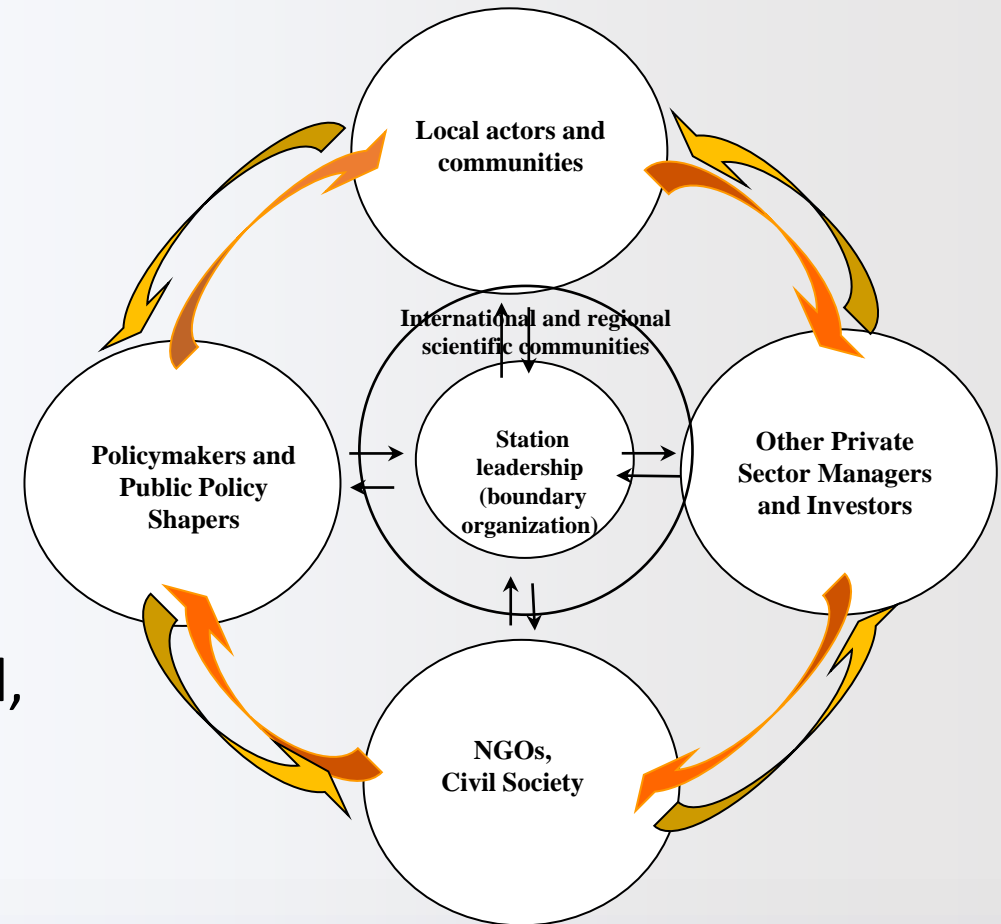 Local actors and
communities
International and regional
scientific communities
Policymakers and
Public Policy
Shapers
Station
leadership
(boundary
organization)
Other Private
Sector Managers
and Investors
NGOs,
Civil Society